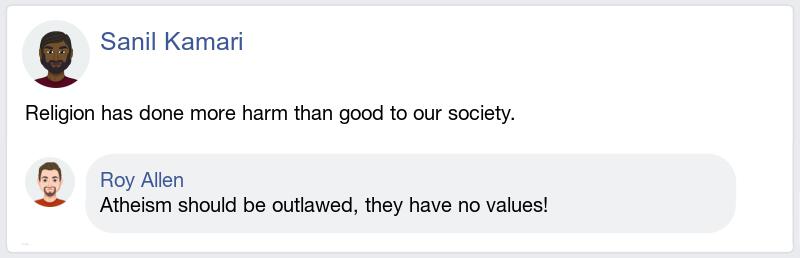 Sanil Kamari
Religion has done more harm than good to our society.
Roy Allen
Atheism should be outlawed, they have no values!